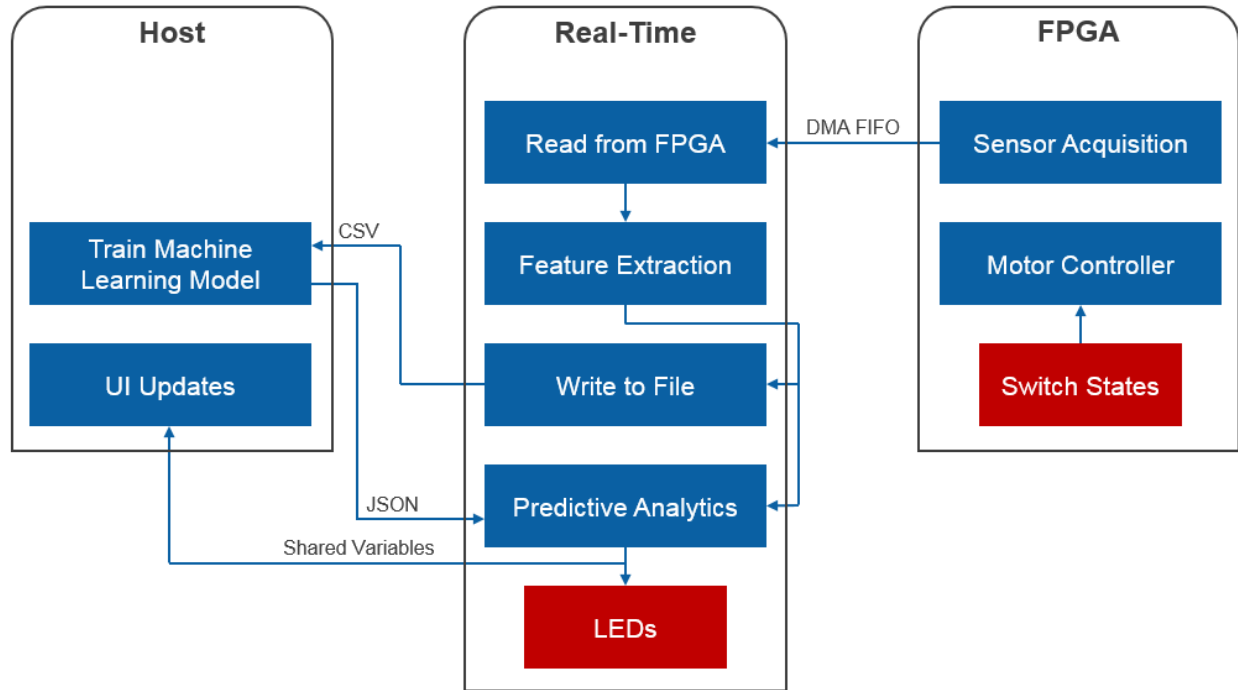 Host
Real-Time
FPGA
Read from FPGA
DMA FIFO
Sensor Acquisition
CSV
Train Machine
Learning Model
Feature Extraction
Motor Controller
UI Updates
Write to File
Switch States
JSON
Predictive Analytics
Shared Variables
LEDs